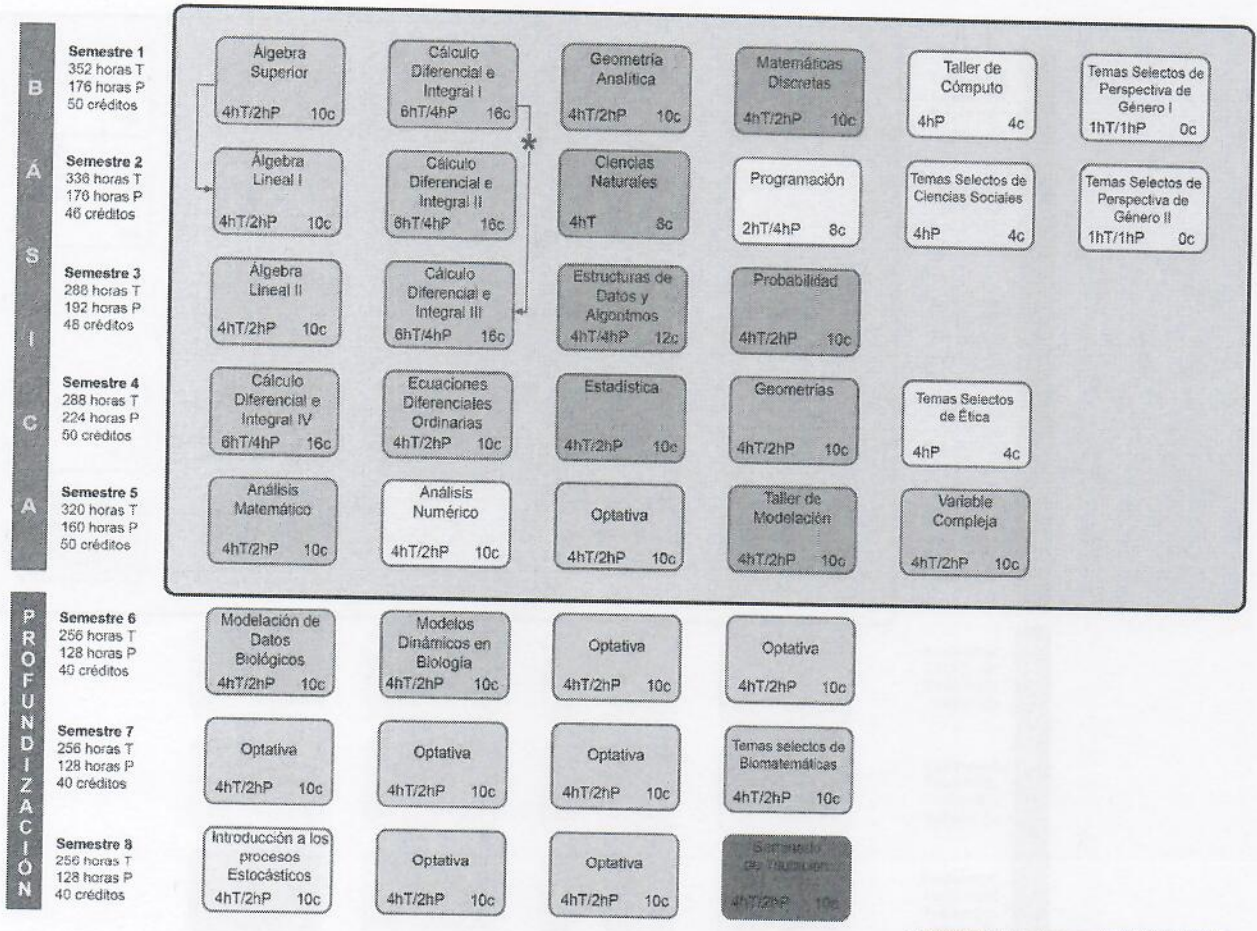 BÁSICA
Semestre 1
352 horas T
176 horas P
50 créditos
Álgebra
Superior
4hT/2hP 10c
Cálculo
Diferencial e
Integral I
6hT/4hP 16c
Geometría
Analítica
4hT/2hP 10c
Matemáticas
Discretas
4hT/2hP 10c
Taller de
Cómputo
4hP 4c
Temas Selectos de
Perspectiva de
Género I
1hT/1hP 0c
*
Semestre 2
336 horas T
176 horas P
46 créditos
Álgebra
Lineal I
4hT/2hP 10c
Cálculo
Diferencial e
Integral II
6hT/4hP 16c
Ciencias
Naturales
4hT 8c
Programación
2hT/4hP 8c
Temas Selectos de
Ciencias Sociales
4hP 4c
Temas Selectos de
Perspectiva de
Género II
1hT/1hP 0c
Semestre 3
288 horas T
192 horas P
48 créditos
Álgebra
Lineal II
4hT/2hP 10c
Cálculo
Diferencial e
Integral III
6hT/4hP 16c
Estructuras de
Datos y
Algoritmos
4hT/4hP 12c
Probabilidad
4hT/2hP 10c
Semestre 4
288 horas T
224 horas P
50 créditos
Cálculo
Diferencial e
Integral IV
6hT/4hP 16c
Ecuaciones
Diferenciales
Ordinarias
4hT/2hP 10c
Estadística
4hT/2hP 10c
Geometrías
4hT/2hP 10c
Temas Selectos
de Ética
4hP 4c
Semestre 5
320 horas T
160 horas P
50 créditos
Análisis
Matemático
4hT/2hP 10c
Análisis
Numérico
4hT/2hP 10c
Optativa
4hT/2hP 10c
Taller de
Modelación
4hT/2hP 10c
Variable
Compleja
4hT/2hP 10c
PROFUNDIZACIÓN
Semestre 6
256 horas T
128 horas P
40 créditos
Modelación de
Datos
Biológicos
4hT/2hP 10c
Modelos
Dinámicos en
Biología
4hT/2hP 10c
Optativa
4hT/2hP 10c
Optativa
4hT/2hP 10c
Semestre 7
256 horas T
128 horas P
40 créditos
Optativa
4hT/2hP 10c
Optativa
4hT/2hP 10c
Optativa
4hT/2hP 10c
Temas selectos de
Biomatemáticas
4hT/2hP 10c
Semestre 8
256 horas T
128 horas P
40 créditos
Introducción a los
procesos
Estocásticos
4hT/2hP 10c
Optativa
4hT/2hP 10c
Optativa
4hT/2hP 10c
Seminario
de Titulación
4hT/2hP 10c